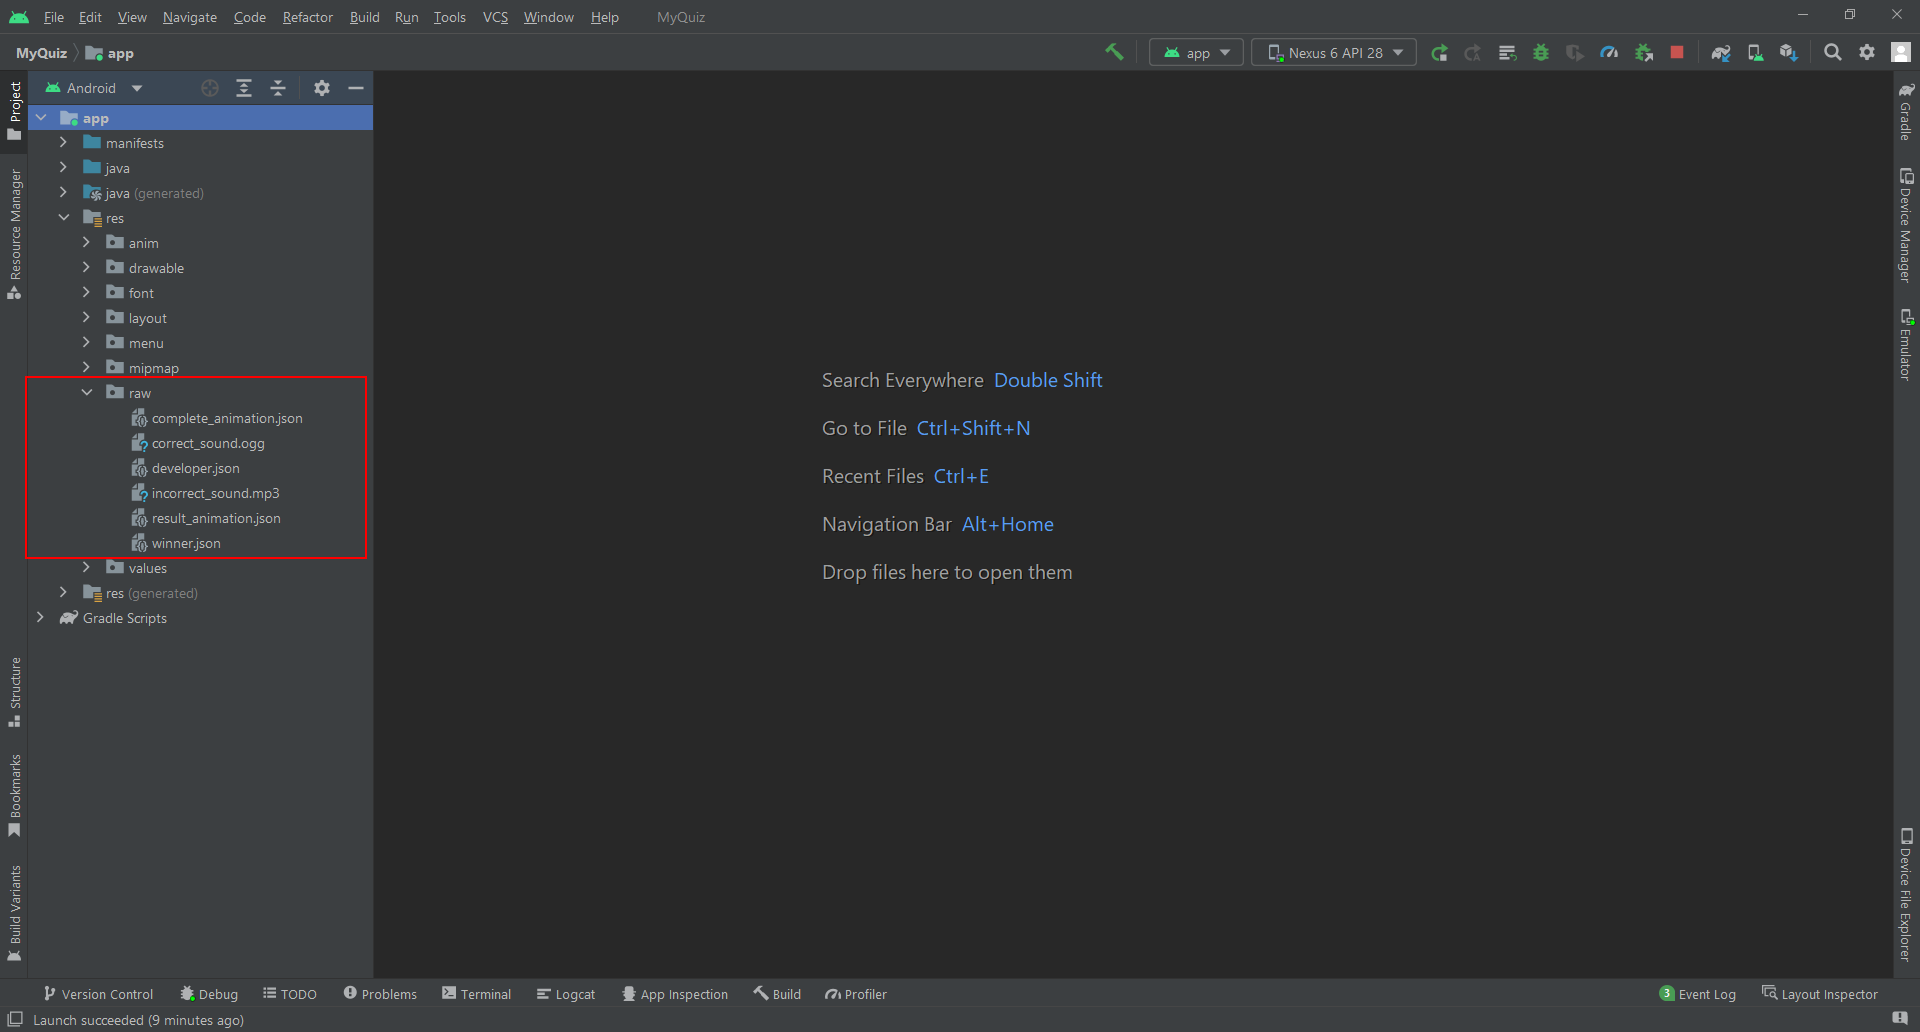 File Edit View Navigate Code Refactor Build Run Tools VCS Window Help MyQuiz
MyQuiz app
app Nexus 6 API 28
Project
Resource Manager
Structure
Bookmarks
Build Variants
Android
app
manifests
java
java (generated)
res
anim
drawable
font
layout
menu
mipmap
raw
complete_animation.json
correct_sound.ogg
developer.json
incorrect_sound.mp3
result_animation.json
winner.json
values
res (generated)
Gradle Scripts
Search Everywhere Double Shift
Go to File Ctrl+Shift+N
Recent Files Ctrl+E
Navigation Bar Alt+Home
Drop files here to open them
Gradle
Device Manager
Emulator
Device File Explorer
Version Control Debug TODO Problems Terminal Logcat App Inspection Build Profiler 3 Event Log Layout Inspector
Launch succeeded (9 minutes ago)